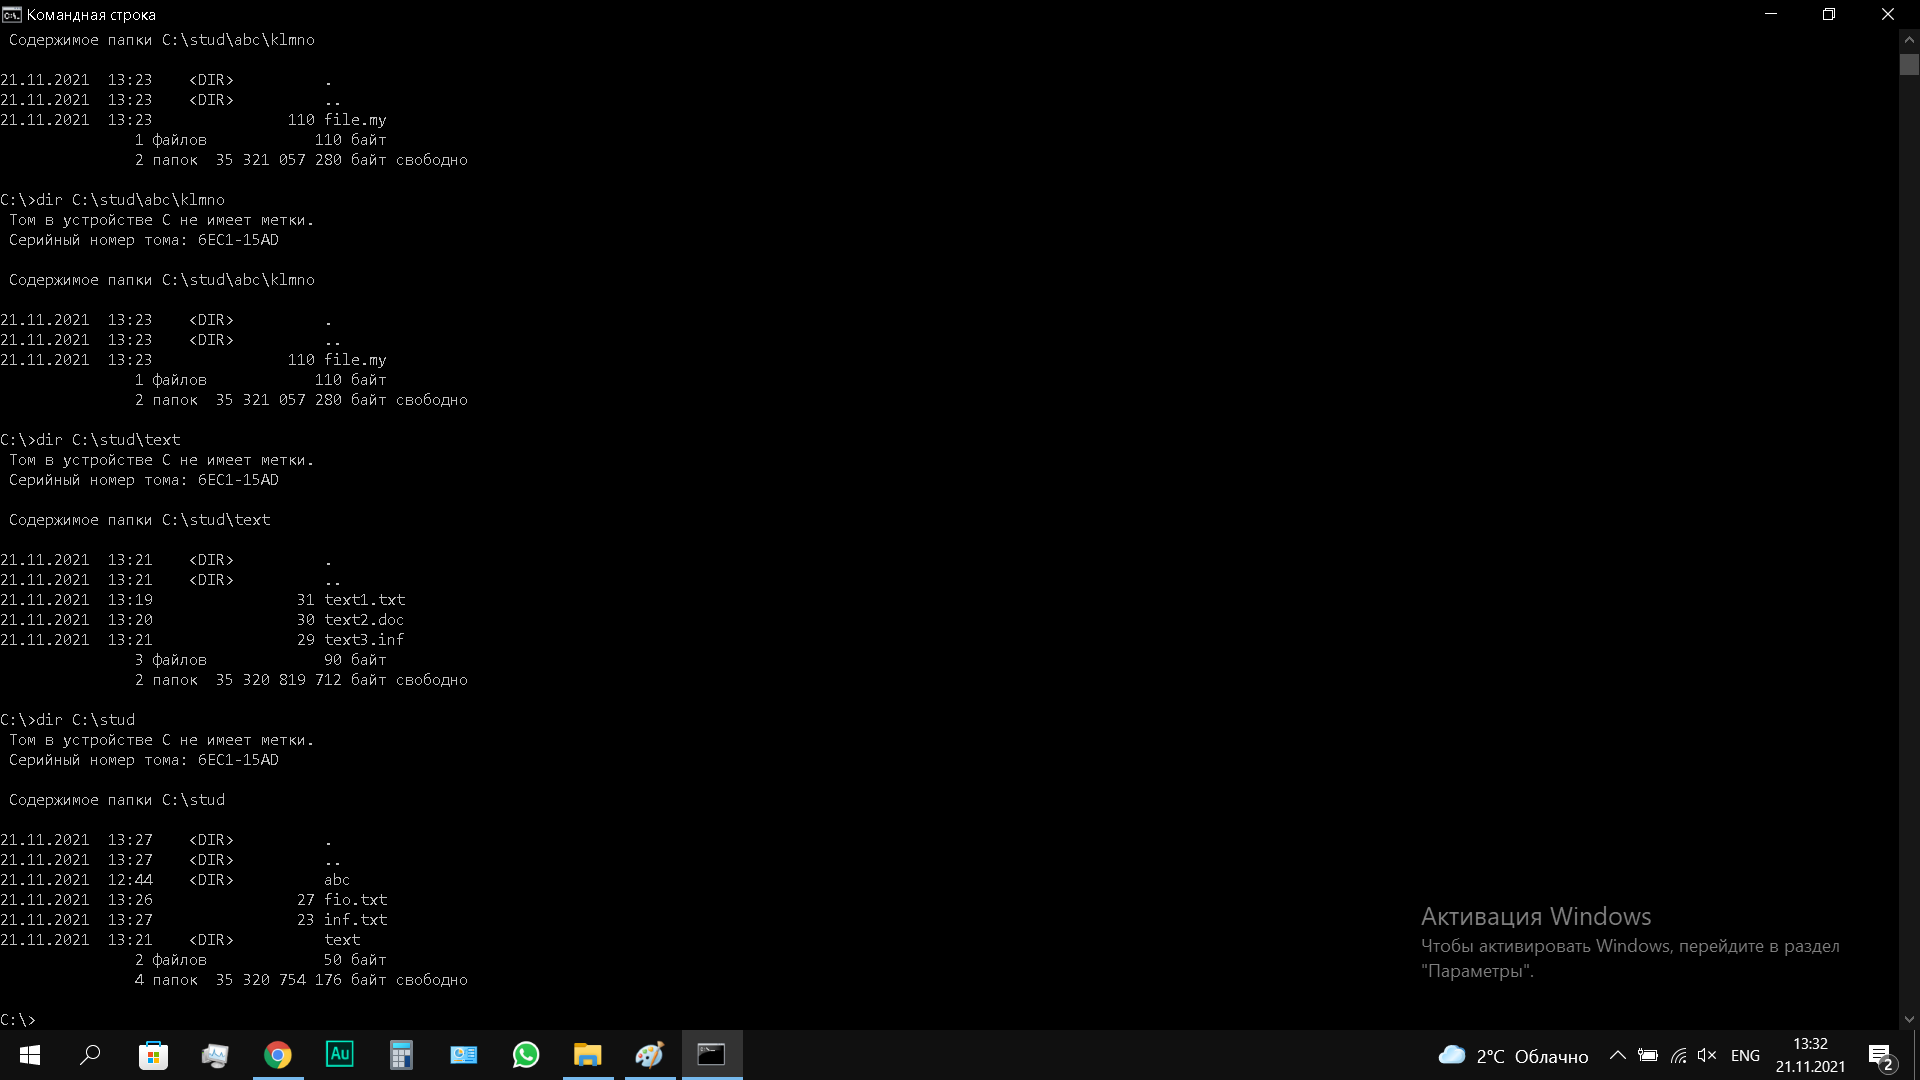 Командная строка
Содержимое папки C:\stud\abc\klmno
21.11.2021  13:23    <DIR>          .
21.11.2021  13:23    <DIR>          ..
21.11.2021  13:23               110 file.my
1 файлов            110 байт
2 папок  35 321 057 280 байт свободно
C:\>dir C:\stud\abc\klmno
Том в устройстве C не имеет метки.
Серийный номер тома: 6EC1-15AD
Содержимое папки C:\stud\abc\klmno
21.11.2021  13:23    <DIR>          .
21.11.2021  13:23    <DIR>          ..
21.11.2021  13:23               110 file.my
1 файлов            110 байт
2 папок  35 321 057 280 байт свободно
C:\>dir C:\stud\text
Том в устройстве C не имеет метки.
Серийный номер тома: 6EC1-15AD
Содержимое папки C:\stud\text
21.11.2021  13:21    <DIR>          .
21.11.2021  13:21    <DIR>          ..
21.11.2021  13:19                31 text1.txt
21.11.2021  13:20                30 text2.doc
21.11.2021  13:21                29 text3.inf
3 файлов             90 байт
2 папок  35 320 819 712 байт свободно
C:\>dir C:\stud
Том в устройстве C не имеет метки.
Серийный номер тома: 6EC1-15AD
Содержимое папки C:\stud
21.11.2021  13:27    <DIR>          .
21.11.2021  13:27    <DIR>          ..
21.11.2021  12:44    <DIR>          abc
21.11.2021  13:26                27 fio.txt
21.11.2021  13:27                23 inf.txt
21.11.2021  13:21    <DIR>          text
2 файлов             50 байт
4 папок  35 320 754 176 байт свободно
C:\>
Активация Windows
Чтобы активировать Windows, перейдите в раздел
"Параметры".
Au
2°C Облачно
ENG
13:32
21.11.2021
2